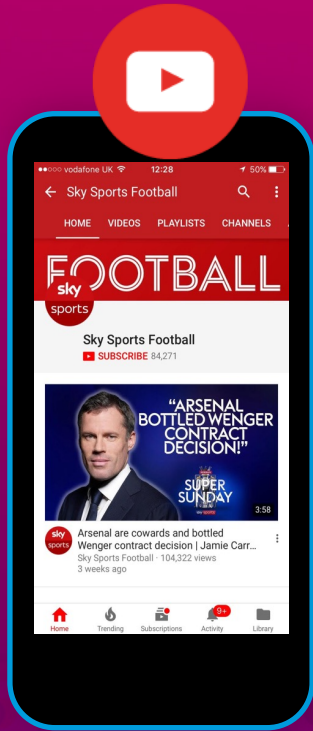 vodafone UK 12:28 50%
Sky Sports Football
HOME VIDEOS PLAYLISTS CHANNELS
FOOTBALL
sky
sports
Sky Sports Football
SUBSCRIBE 84,271
“ARSENAL
BOTTLED WENGER
CONTRACT
DECISION!”
SUPER
SUNDAY
3:58
sky
sports
Arsenal are cowards and bottled
Wenger contract decision | Jamie Carr...
Sky Sports Football · 104,322 views
3 weeks ago
9+
Home Trending Subscriptions Activity Library